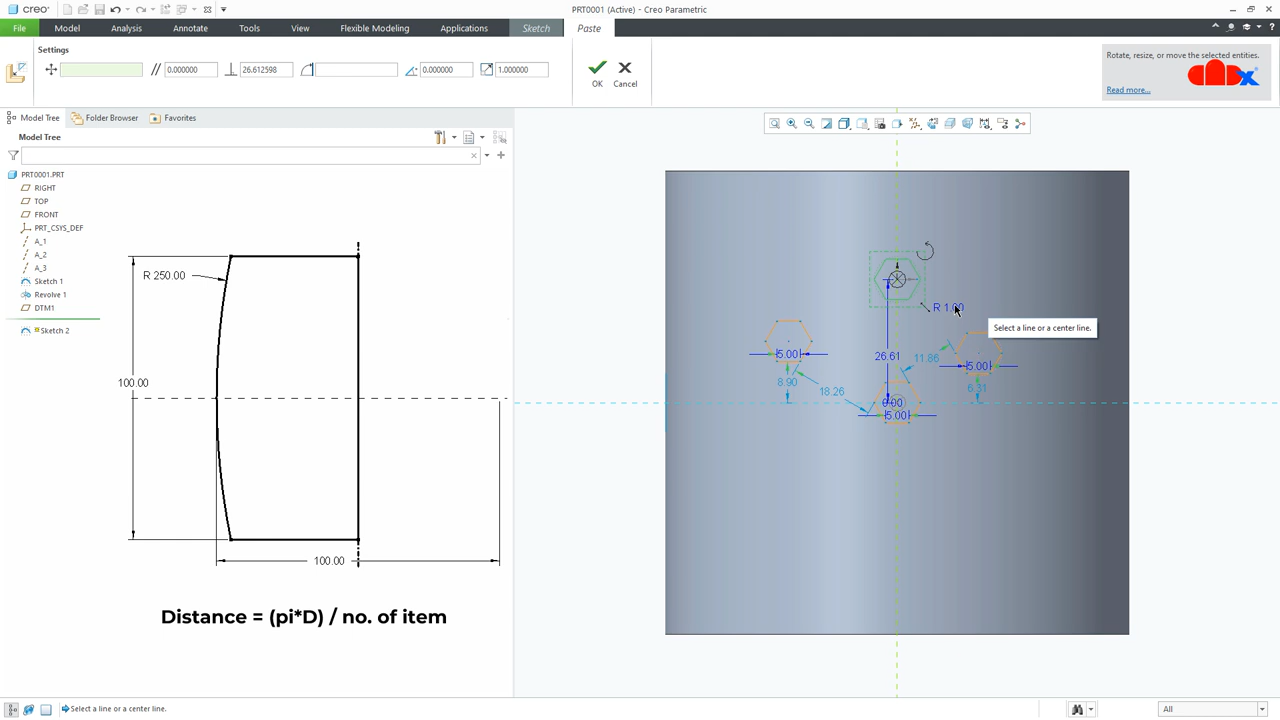 creo°
PRT0001 (Active) - Creo Parametric
File Model Analysis Annotate Tools View Flexible Modeling Applications Sketch Paste
Settings
0.000000 26.612598 0.000000 1.000000
OK Cancel
Rotate, resize, or move the selected entities.
Read more...
Model Tree Folder Browser Favorites
Model Tree
PRT0001.PRT
RIGHT
TOP
FRONT
PRT_CSYS_DEF
A_1
A_2
A_3
Sketch 1
Revolve 1
DTM1
Sketch 2
R 250.00
100.00
100.00
Distance = (pi*D) / no. of item
R 1.00
Select a line or a center line.
26.61
11.86
5.00
5.00
8.90
18.26
6.31
0.00
5.00
Select a line or a center line.
All